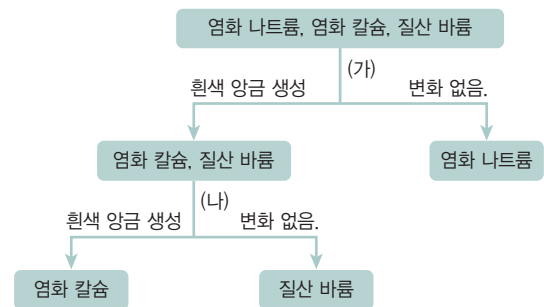 염화 나트륨, 염화 칼슘, 질산 바륨
(가)
흰색 앙금 생성
변화 없음.
염화 칼슘, 질산 바륨
염화 나트륨
(나)
흰색 앙금 생성
변화 없음.
염화 칼슘
질산 바륨